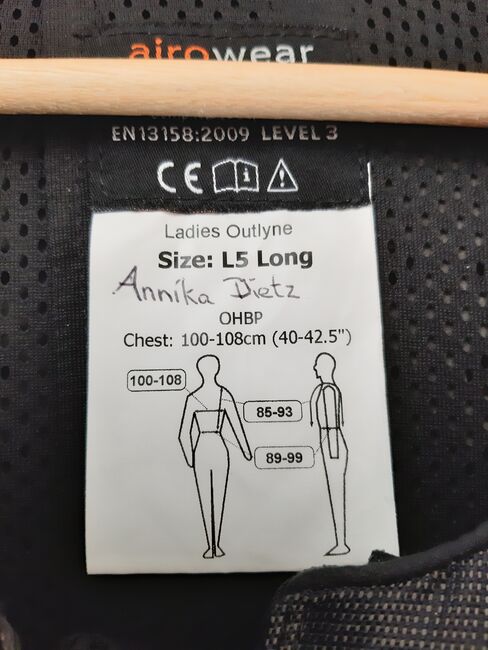 airowear
EN13158:2009 LEVEL 3
CE
Ladies Outlyne
Size: L5 Long
Annika Dietz
OHBP
Chest: 100-108cm (40-42.5")
100-108
85-93
89-99